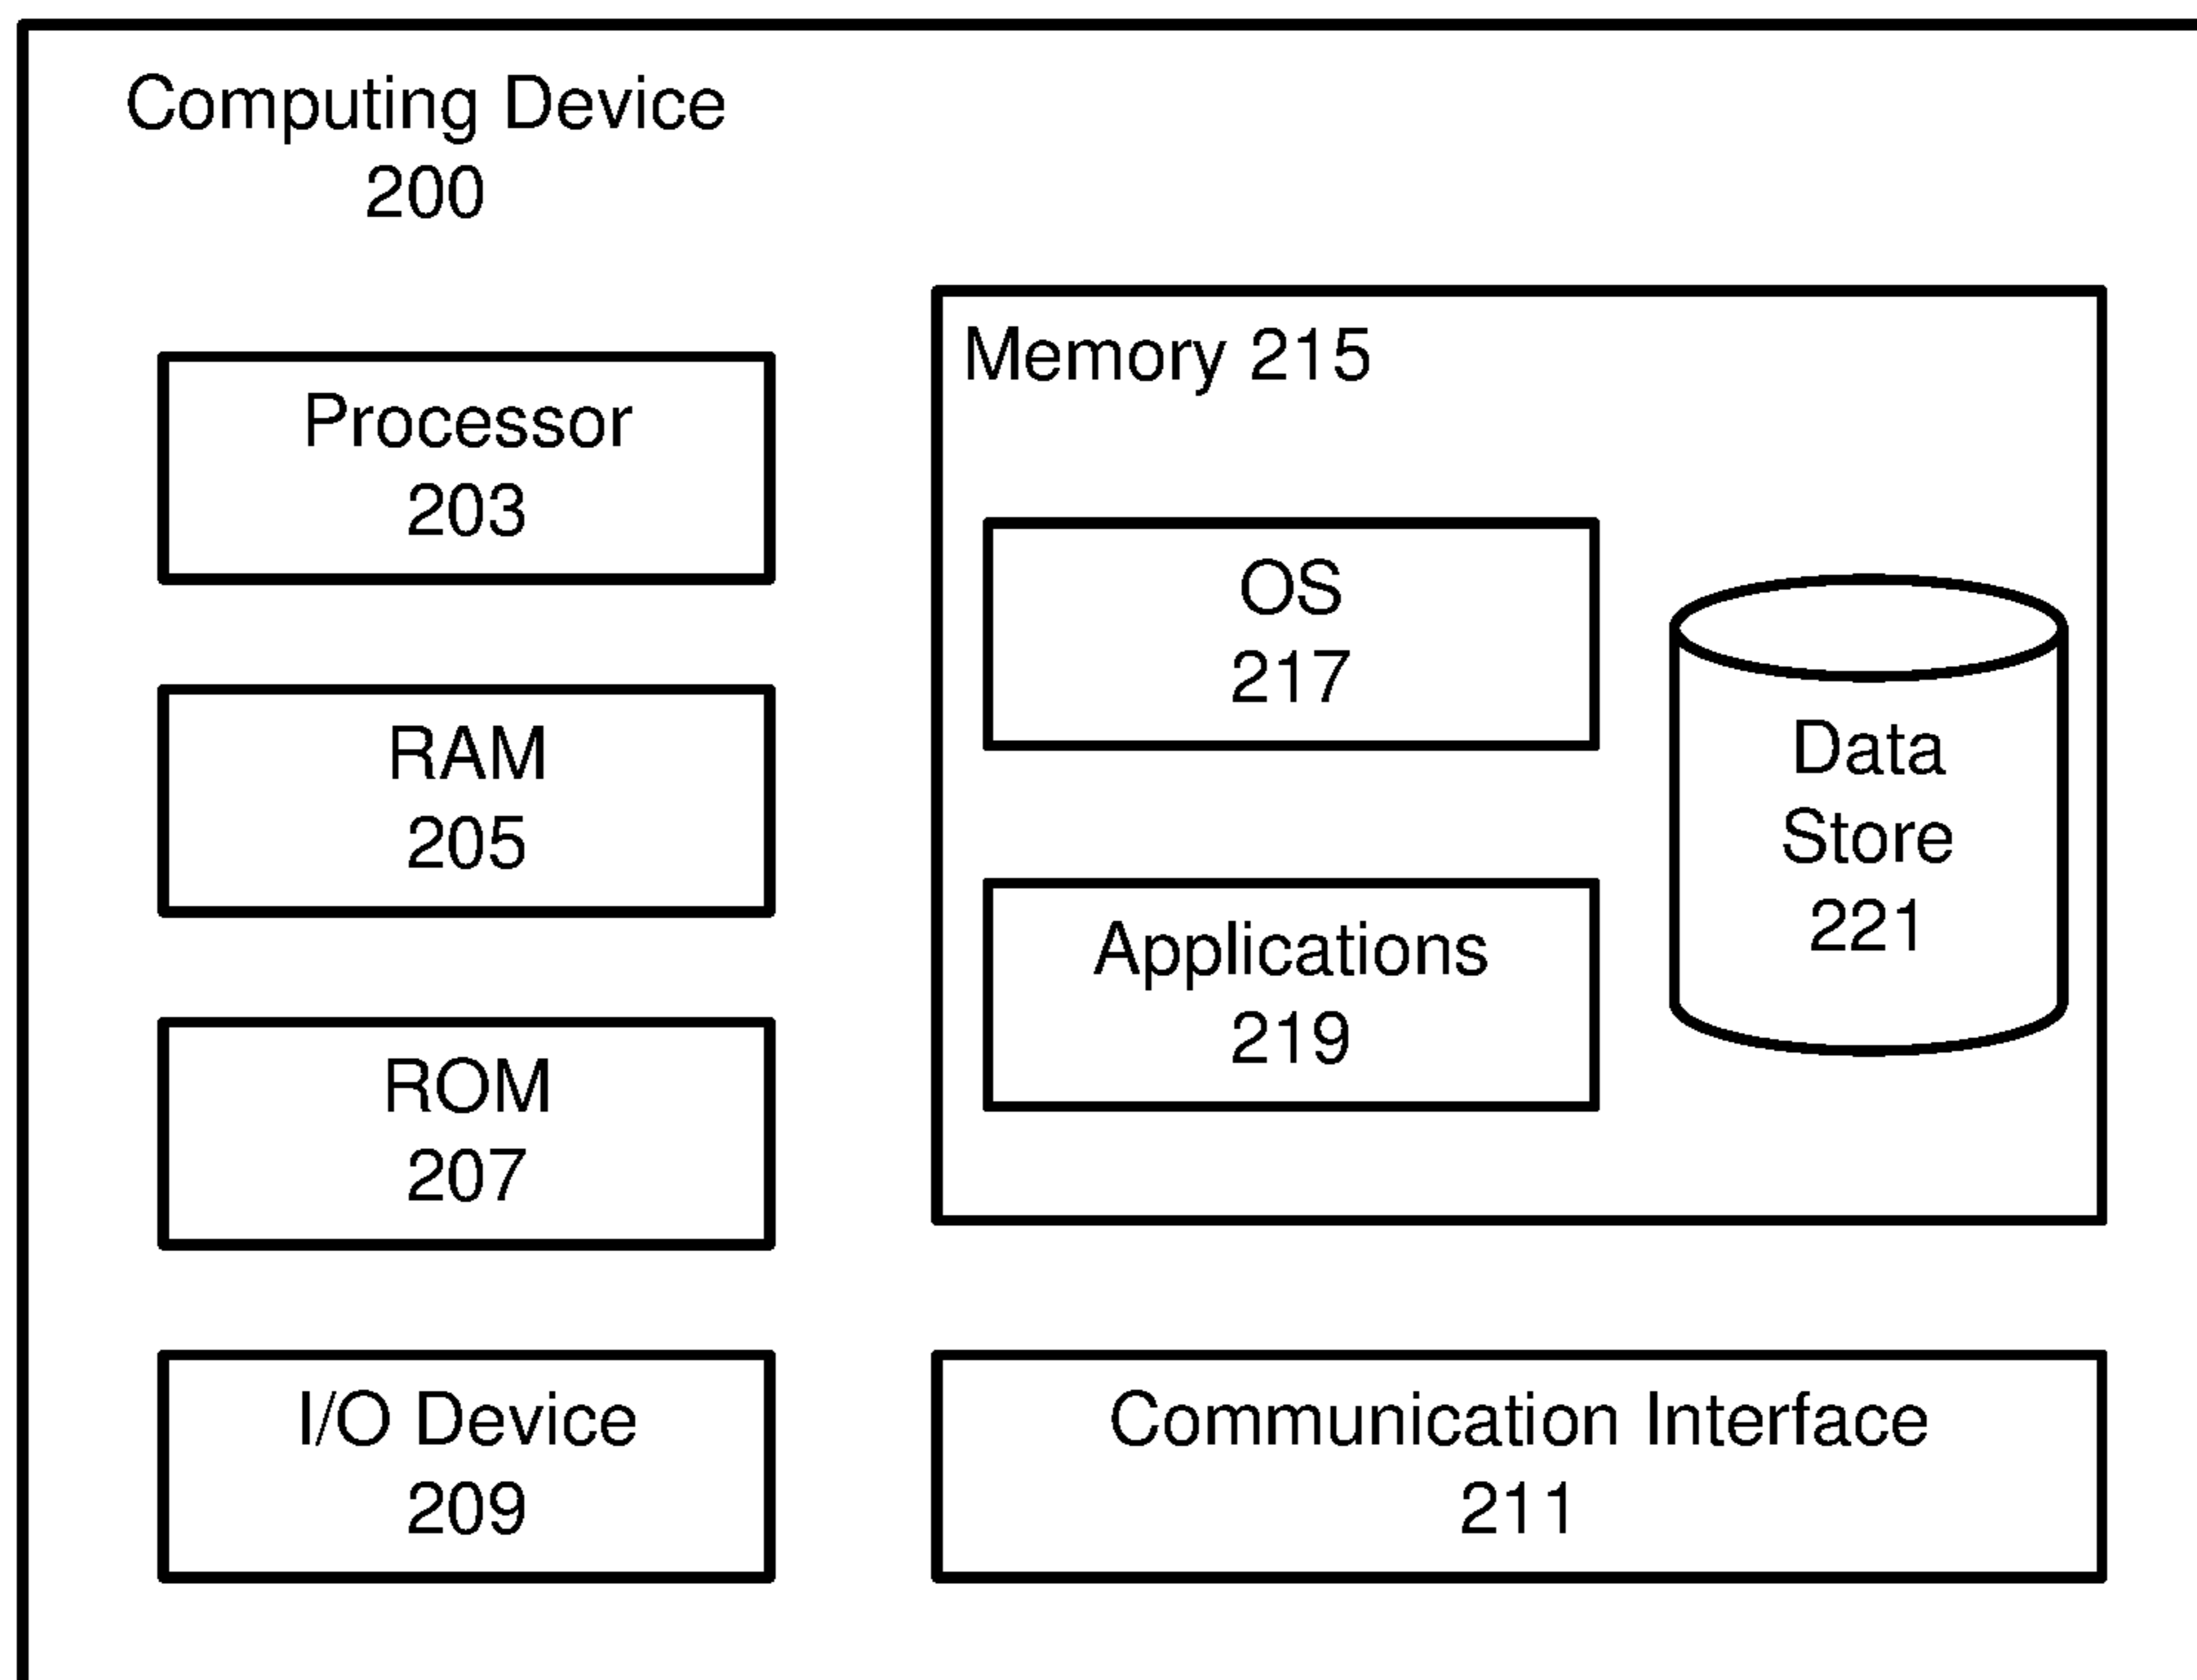 Computing Device
200
Processor
203
RAM
205
ROM
207
I/O Device
209
Memory 215
OS
217
Applications
219
Data
Store
221
Communication Interface
211